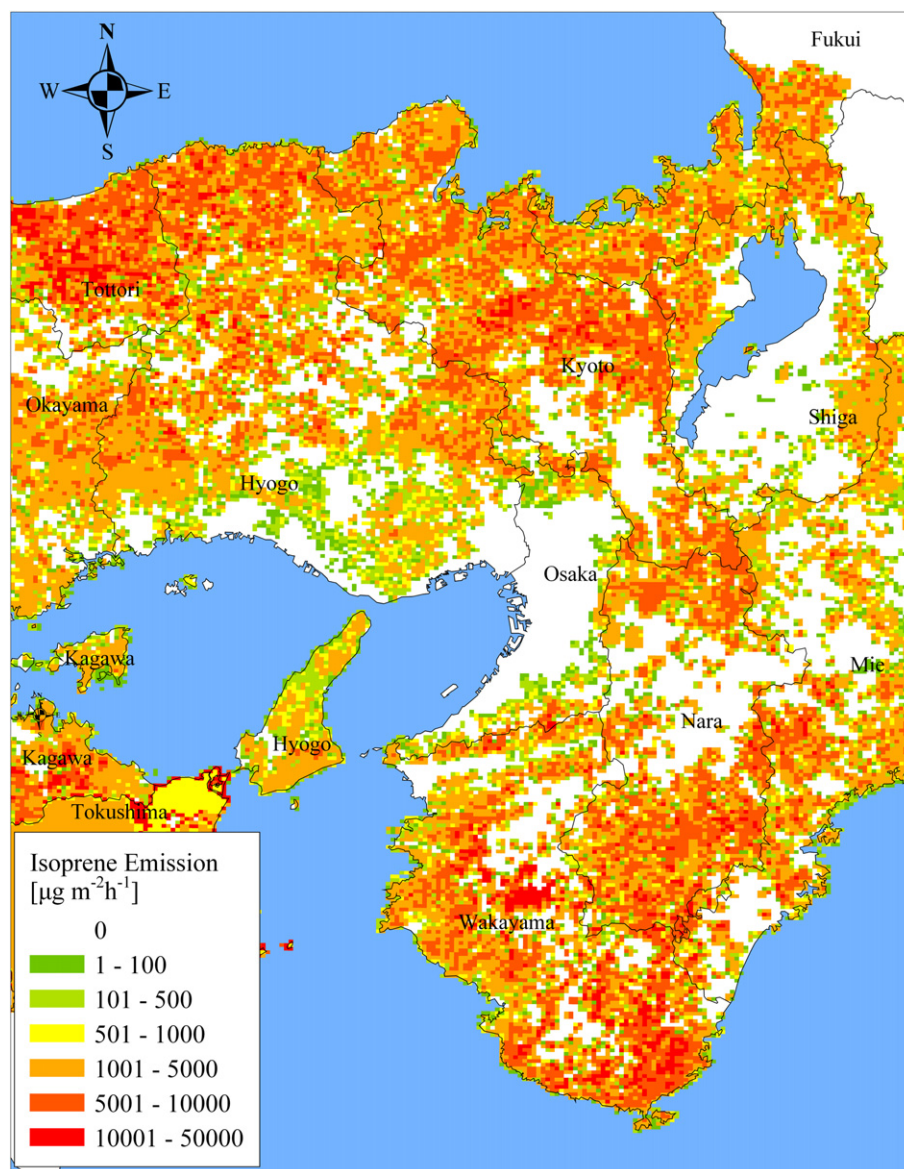 N
W E
S
Fukui
Tottori
Kyoto
Okayama
Shiga
Hyogo
Osaka
Kagawa
Mie
Nara
Hyogo
Kagawa
Tokushima
Wakayama
Isoprene Emission
[µg m⁻²h⁻¹]
0
1 - 100
101 - 500
501 - 1000
1001 - 5000
5001 - 10000
10001 - 50000